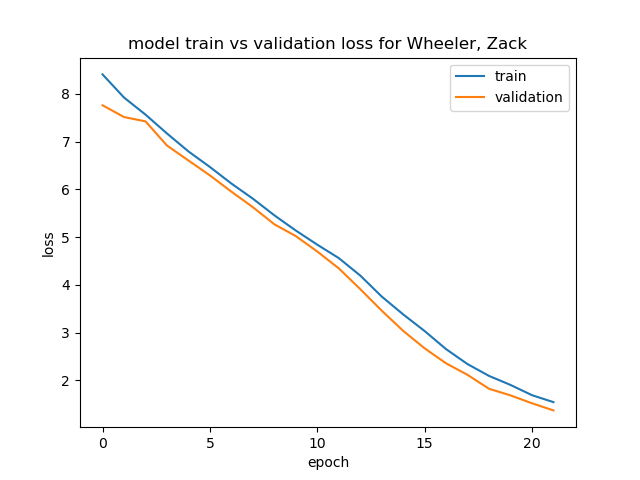 model train vs validation loss for Wheeler, Zack
train
validation
8
7
6
5
4
3
2
loss
0 5 10 15 20
epoch